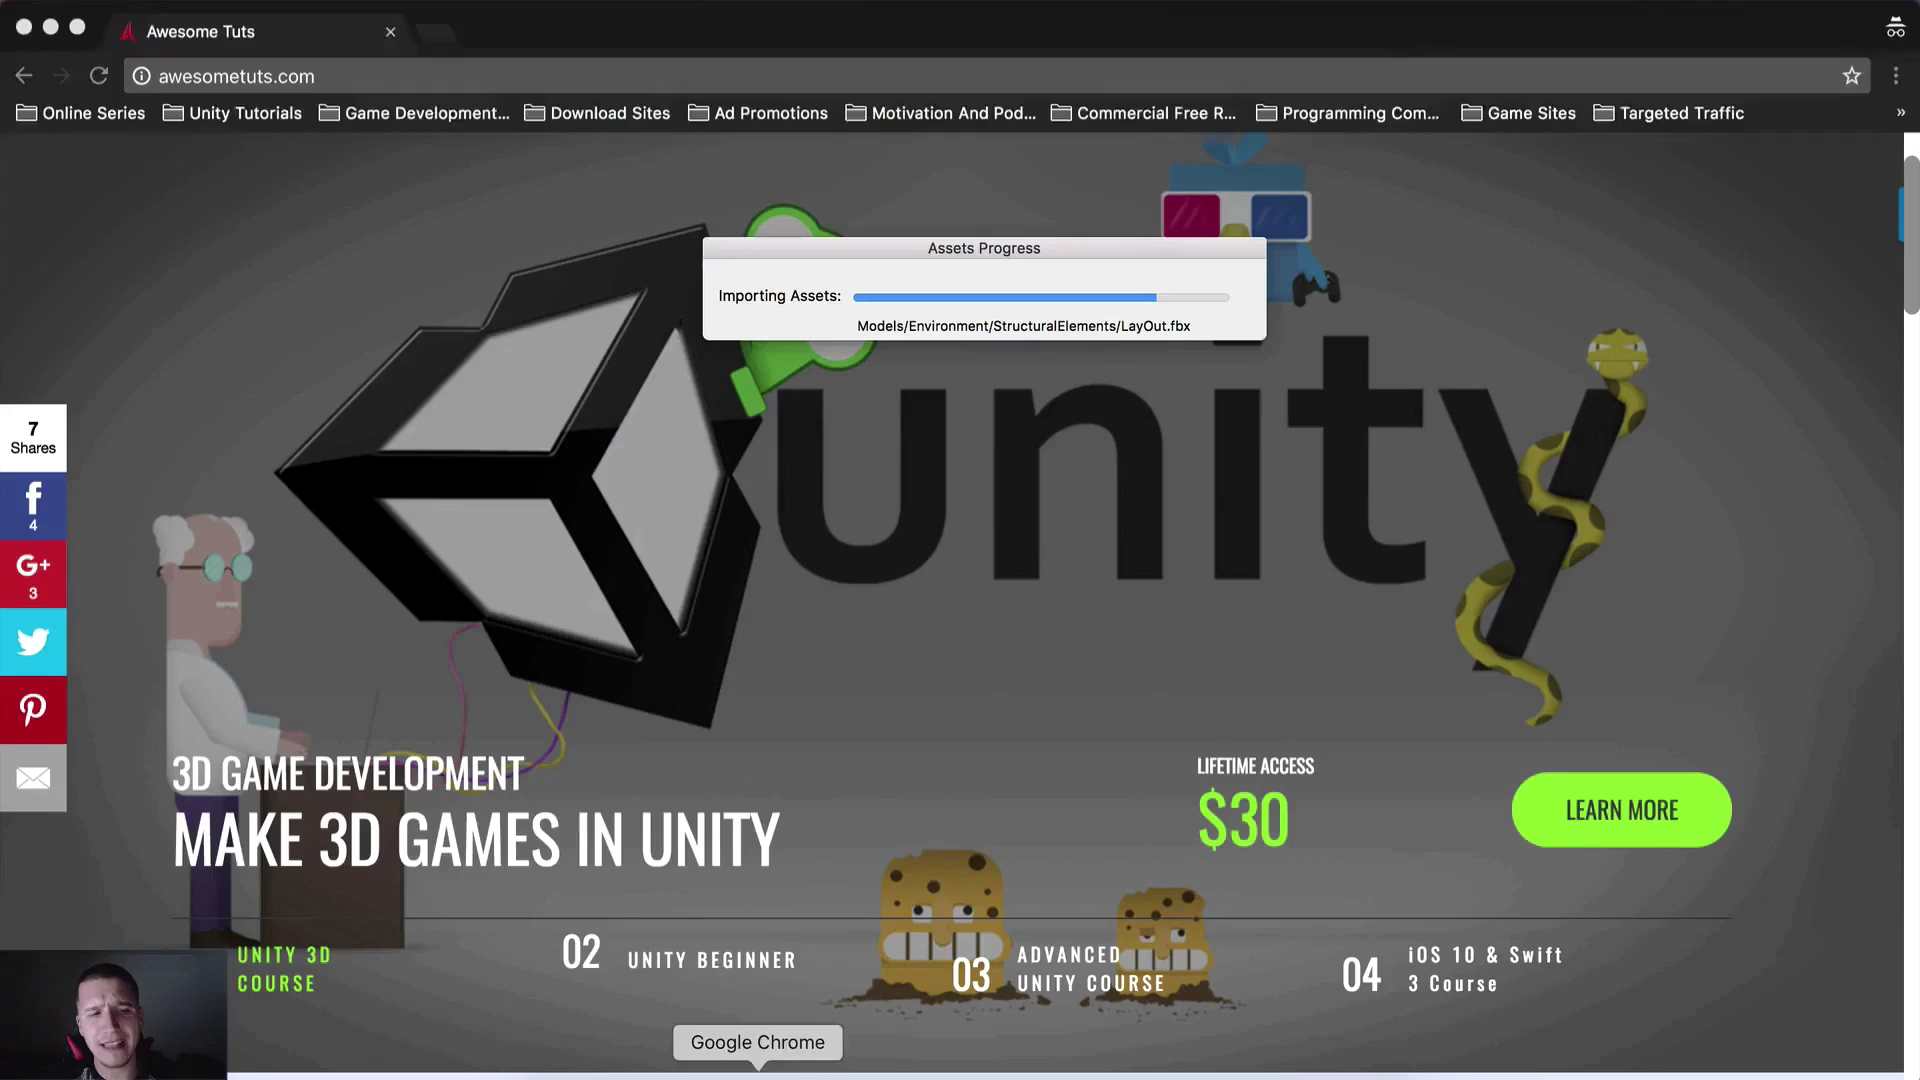 Awesome Tuts
awesometuts.com
Online Series
Unity Tutorials
Game Development...
Download Sites
Ad Promotions
Motivation And Pod...
Commercial Free R...
Programming Com...
Game Sites
Targeted Traffic
»
Assets Progress
Importing Assets:
Models/Environment/StructuralElements/LayOut.fbx
unity
7
Shares
f
4
G+
3
3D GAME DEVELOPMENT
MAKE 3D GAMES IN UNITY
LIFETIME ACCESS
$30
LEARN MORE
UNITY 3D
COURSE
02
UNITY BEGINNER
03
ADVANCED
UNITY COURSE
04
iOS 10 & Swift
3 Course
Google Chrome